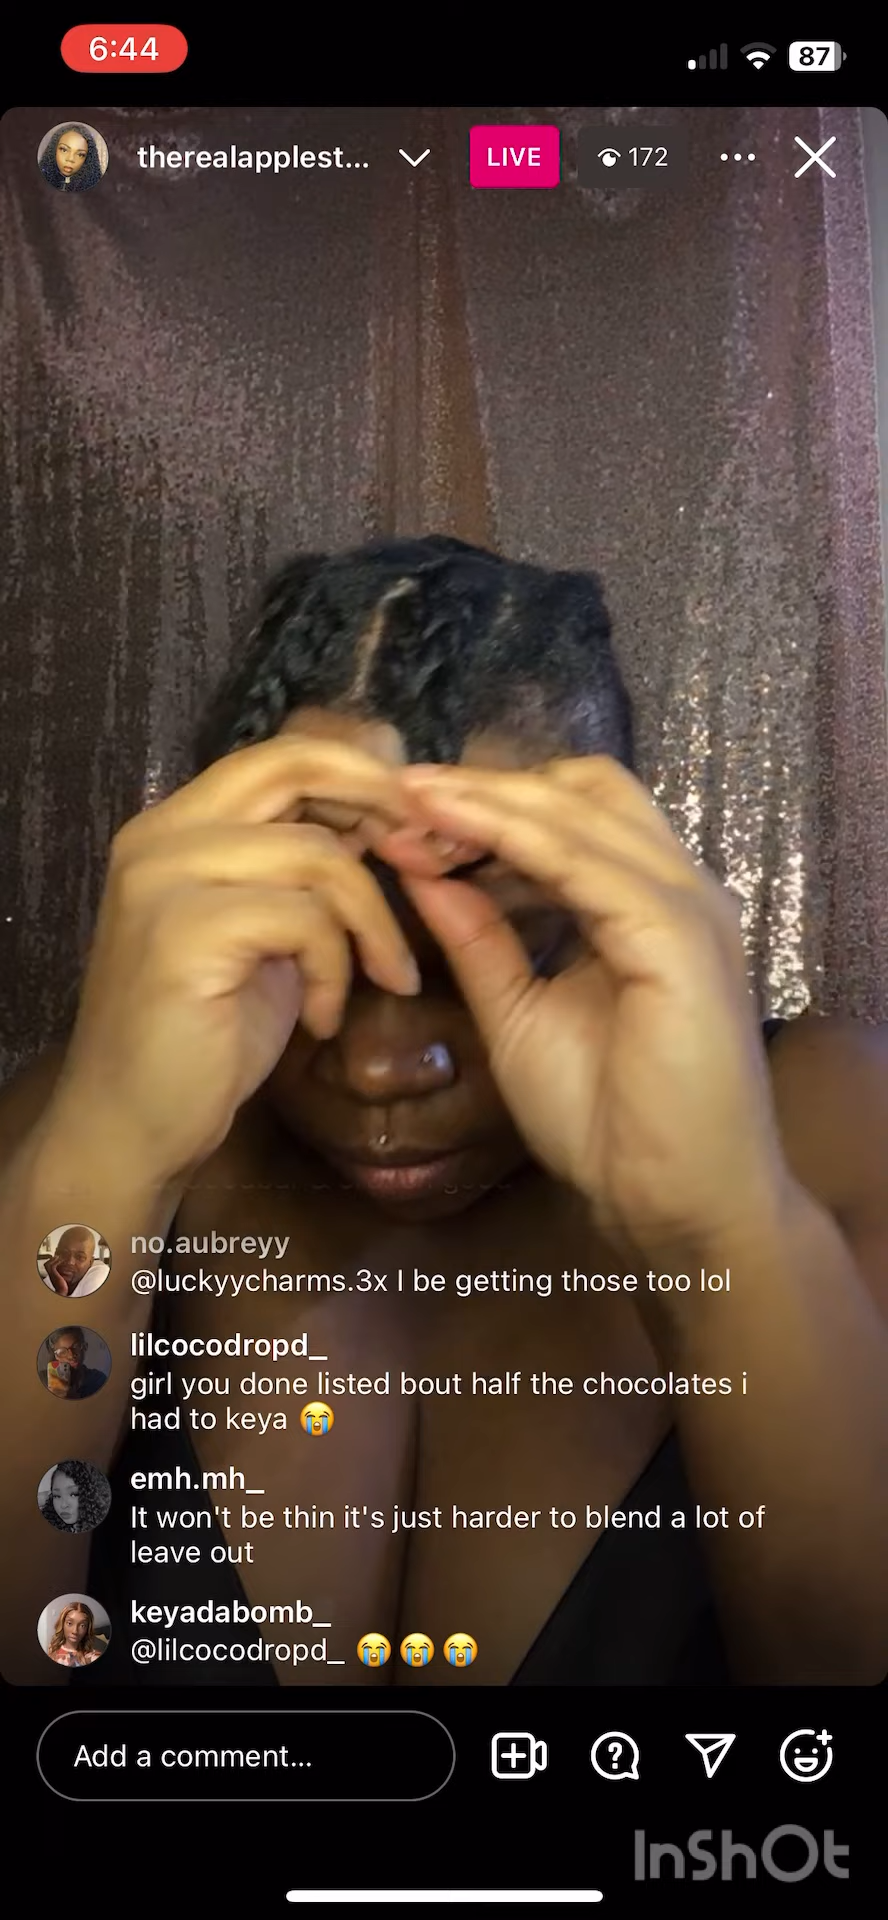 6:44
87
therealapplest...
LIVE
172
no.aubreyy
@luckyycharms.3x I be getting those too lol
lilcocodropd_
girl you done listed bout half the chocolates i
had to keya 😭
emh.mh_
It won't be thin it's just harder to blend a lot of
leave out
keyadabomb_
@lilcocodropd_ 😭😭😭
Add a comment...
InShOt